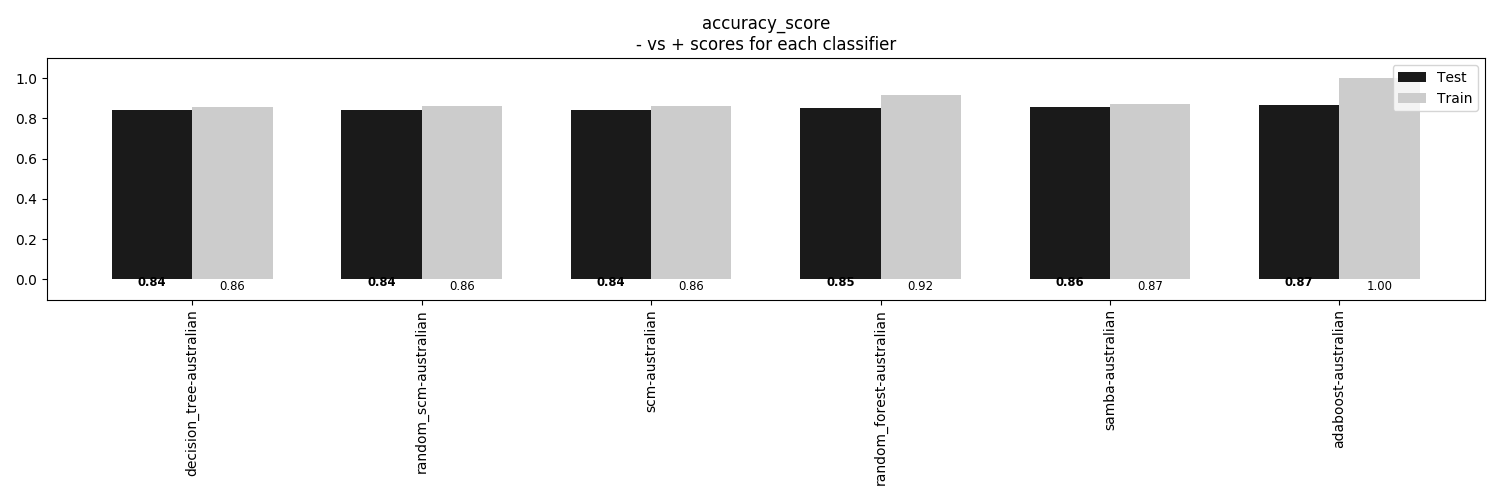 accuracy_score
- vs + scores for each classifier
Test
Train
1.0
0.8
0.6
0.4
0.2
0.0
0.84
0.86
0.84
0.86
0.84
0.86
0.85
0.92
0.86
0.87
0.87
1.00
decision_tree-australian
random_scm-australian
scm-australian
random_forest-australian
samba-australian
adaboost-australian